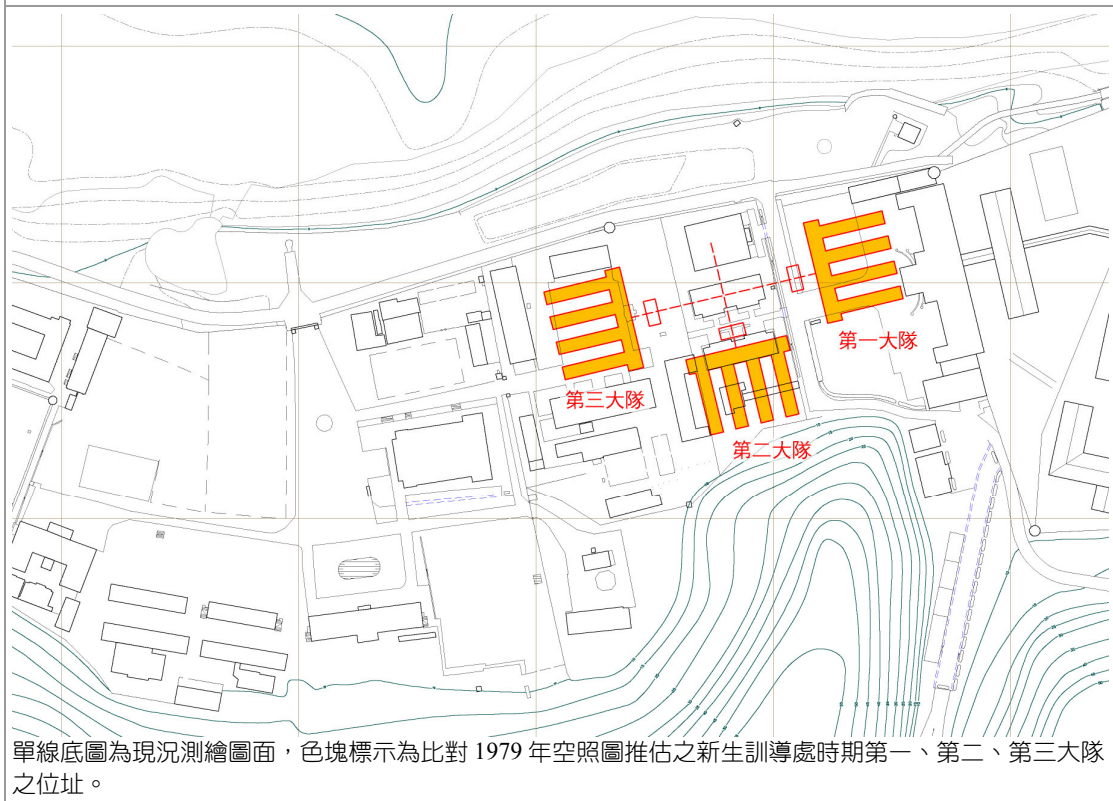 第一大隊
第三大隊
第二大隊
單線底圖為現況測繪圖面，色塊標示為比對 1979 年空照圖推估之新生訓導處時期第一、第二、第三大隊
之位址。